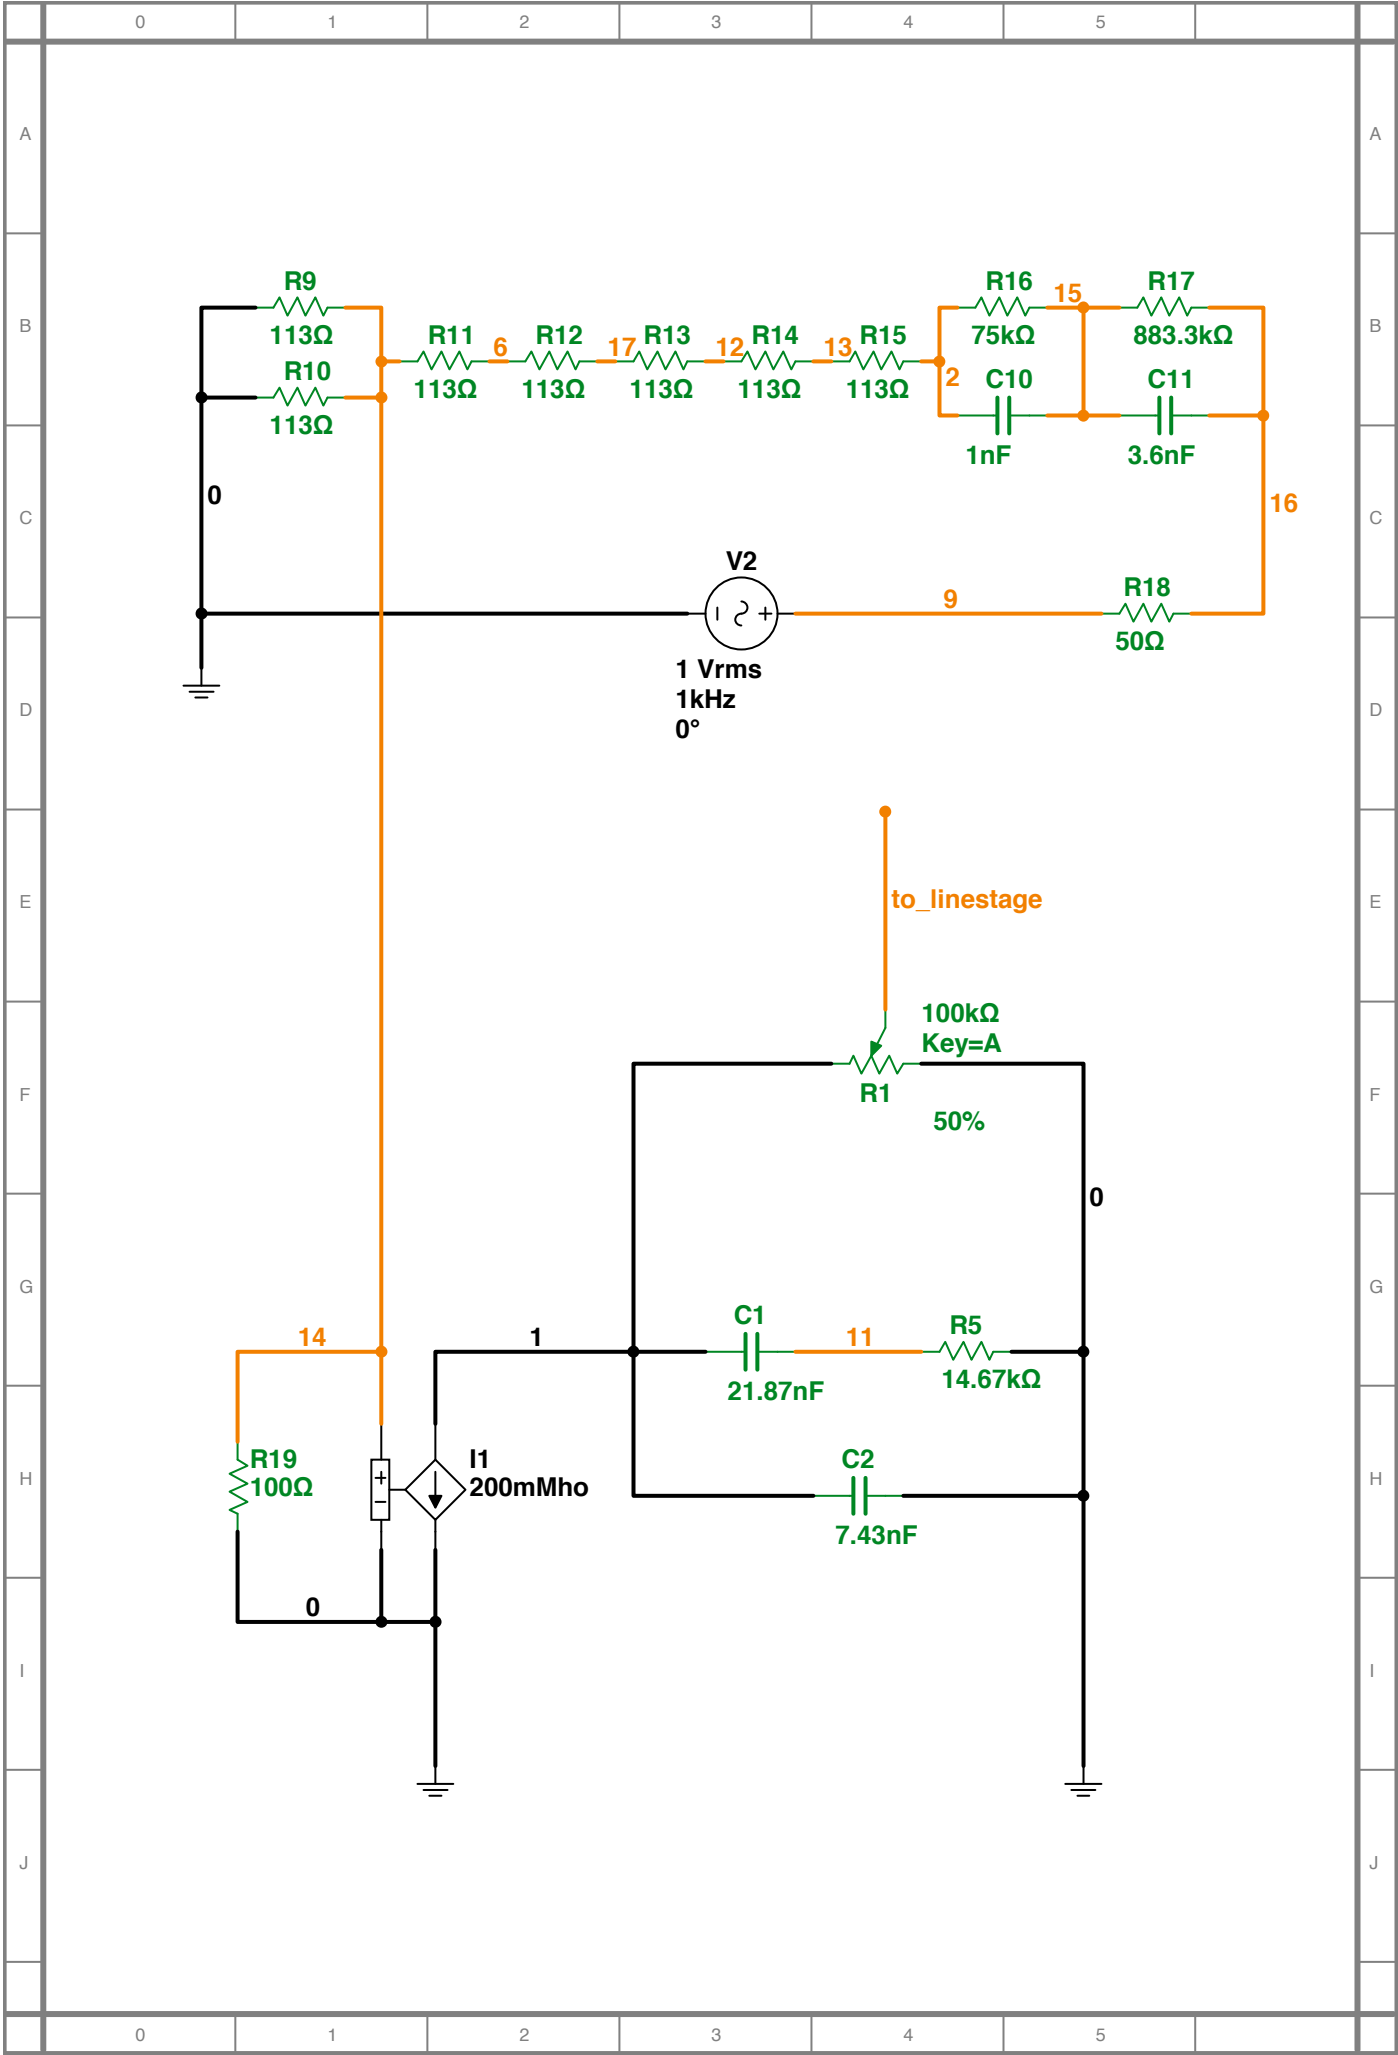 0 1 2 3 4 5
A A
R9 R16 15 R17
B B
113Ω R11 6 R12 17 R13 12 R14 13 R15 75kΩ 883.3kΩ
R10 2 C10 C11
113Ω 113Ω 113Ω 113Ω 113Ω
113Ω
1nF 3.6nF
0 16
C C
V2
R18
9
50Ω
1 Vrms
1kHz
D D
0°
E to_linestage E
100kΩ
Key=A
F R1 F
50%
0
G G
C1
14 1 11 R5
21.87nF 14.67kΩ
R19 I1 C2
H 100Ω + − 200mMho H
7.43nF
0
I I
J J
0 1 2 3 4 5